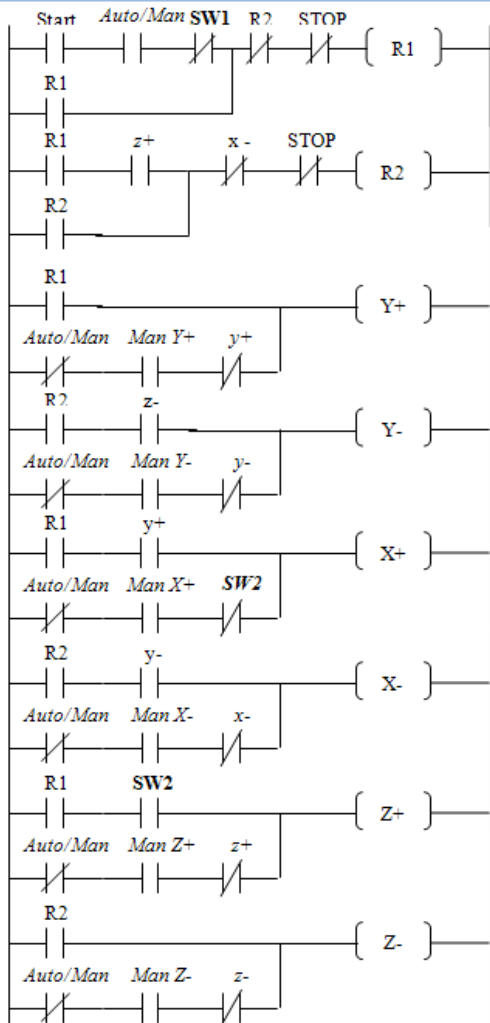 Start Auto/Man SW1 R2 STOP
R1
R1
R1 z+ x - STOP
R2
R2
R1
Y+
Auto/Man Man Y+ y+
R2 z-
Y-
Auto/Man Man Y- y-
R1 y+
X+
Auto/Man Man X+ SW2
R2 y-
X-
Auto/Man Man X- x-
R1 SW2
Z+
Auto/Man Man Z+ z+
R2
Z-
Auto/Man Man Z- z-